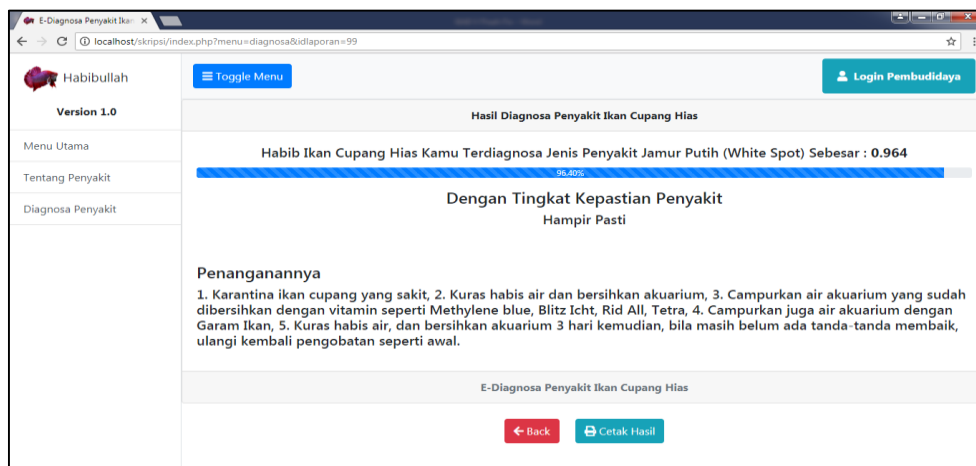 E-Diagnosa Penyakit Ikan
localhost/skripsi/index.php?menu=diagnosa&idlaporan=99
Habibullah
Toggle Menu
Login Pembudidaya
Version 1.0
Hasil Diagnosa Penyakit Ikan Cupang Hias
Menu Utama
Habib Ikan Cupang Hias Kamu Terdiagnosa Jenis Penyakit Jamur Putih (White Spot) Sebesar : 0.964
96.40%
Tentang Penyakit
Dengan Tingkat Kepastian Penyakit
Diagnosa Penyakit
Hampir Pasti
Penanganannya
1. Karantina ikan cupang yang sakit, 2. Kuras habis air dan bersihkan akuarium, 3. Campurkan air akuarium yang sudah
dibersihkan dengan vitamin seperti Methylene blue, Blitz Icht, Rid All, Tetra, 4. Campurkan juga air akuarium dengan
Garam Ikan, 5. Kuras habis air, dan bersihkan akuarium 3 hari kemudian, bila masih belum ada tanda-tanda membaik,
ulangi kembali pengobatan seperti awal.
E-Diagnosa Penyakit Ikan Cupang Hias
Back
Cetak Hasil